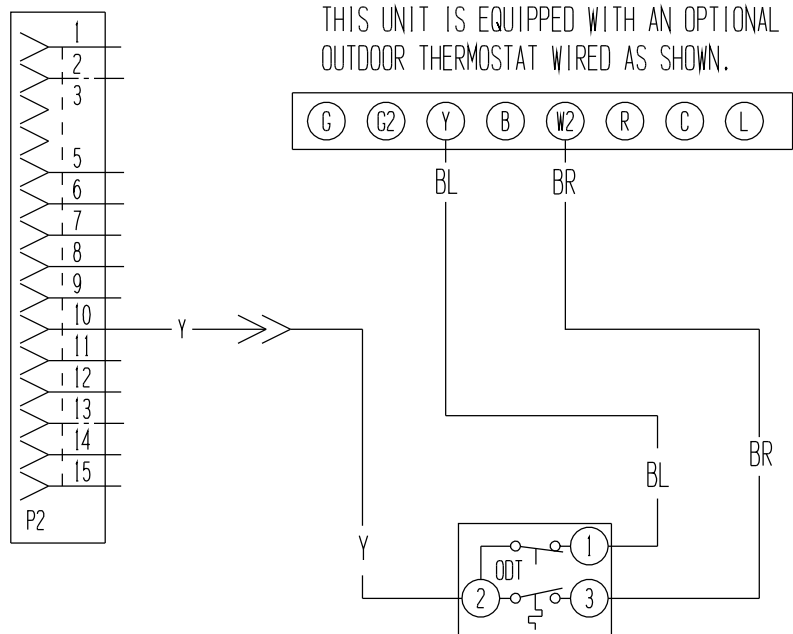 THIS UNIT IS EQUIPPED WITH AN OPTIONAL
OUTDOOR THERMOSTAT WIRED AS SHOWN.
G G2 Y B W2 R C L
BL BR
1
2
3
5
6
7
8
9
10
Y
11
12
13
14
15
P2
BL
BR
Y
1
ODT
2
3